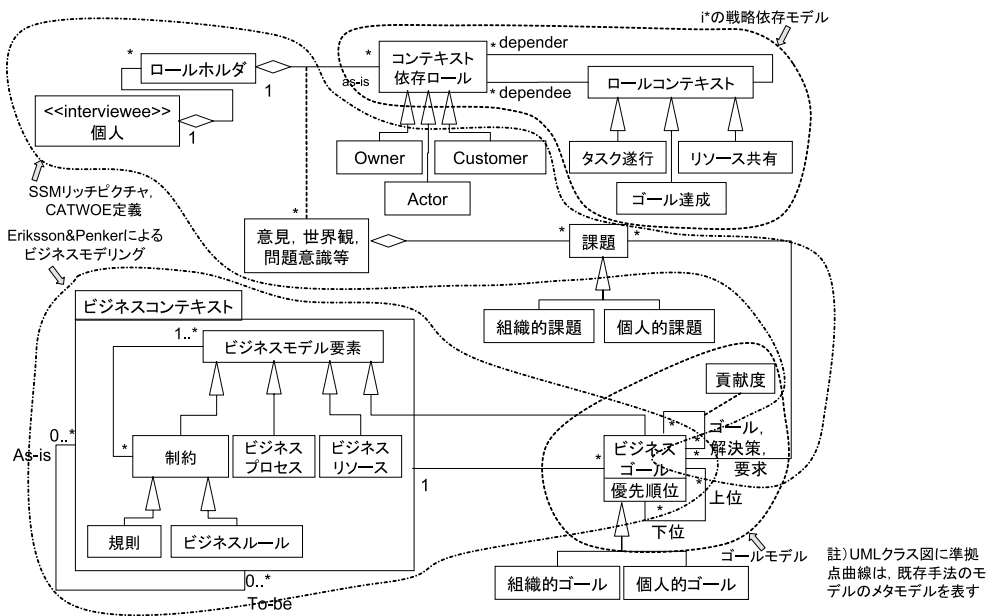 i*の戦略依存モデル
*
ロールホルダ
1
*
as-is
コンテキスト
依存ロール
* depender
* dependee
ロールコンテキスト
<<interviewee>>
個人
1
Owner
Customer
Actor
タスク遂行
リソース共有
ゴール達成
SSMリッチピクチャ,
CATWOE定義
*
意見，世界観，
問題意識等
*
課題
*
Eriksson&Penkerによる
ビジネスモデリング
組織的課題
個人的課題
ビジネスコンテキスト
1..*
ビジネスモデル要素
貢献度
0..*
As-is
*
制約
ビジネス
プロセス
ビジネス
リソース
1
*
ビジネス
ゴール
優先順位
*
*
*
ゴール，
解決策，
要求
*
上位
*
下位
規則
ビジネスルール
0..*
To-be
組織的ゴール
個人的ゴール
ゴールモデル
註）UMLクラス図に準拠
点曲線は，既存手法のモ
デルのメタモデルを表す